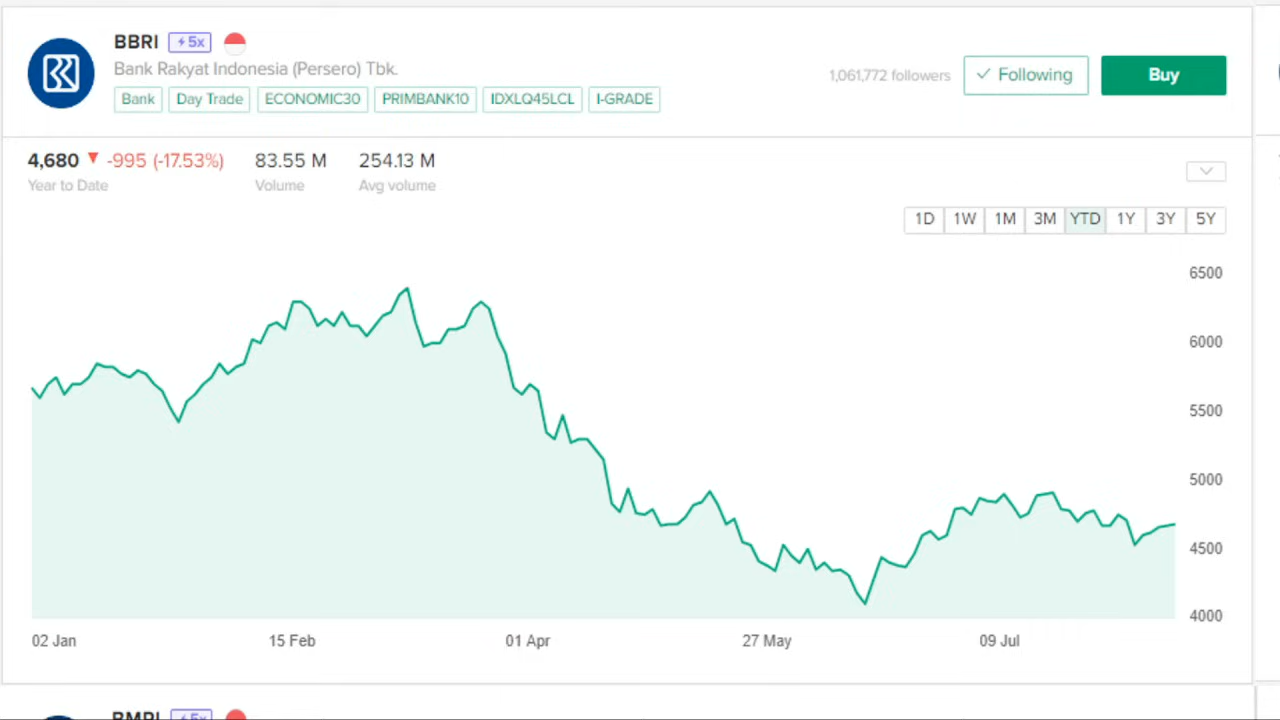 BBRI 5x
Bank Rakyat Indonesia (Persero) Tbk.
Bank Day Trade ECONOMIC30 PRIMBANK10 IDXLQ45LCL I-GRADE
1,061,772 followers Following Buy
4,680 -995 (-17.53%) 83.55 M 254.13 M
Year to Date Volume Avg volume
1D 1W 1M 3M YTD 1Y 3Y 5Y
6500
6000
5500
5000
4500
4000
02 Jan 15 Feb 01 Apr 27 May 09 Jul
BMRI 5x